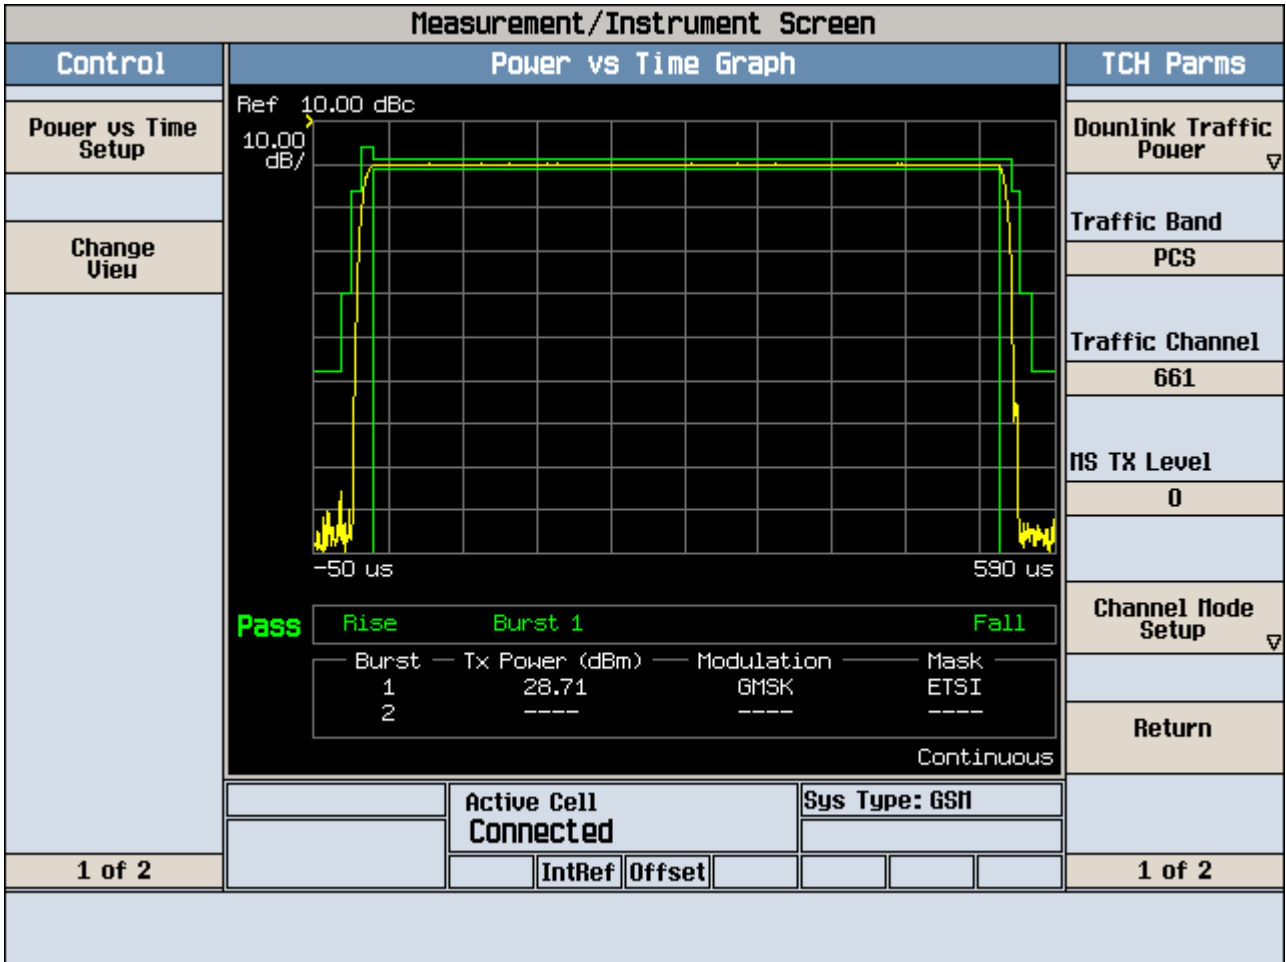 Measurement/Instrument Screen
Control
Power vs Time Setup
Change View
1 of 2
Power vs Time Graph
Ref 10.00 dBc
10.00 dB/
-50 us
590 us
Pass
Rise Burst 1 Fall
Burst Tx Power (dBm) Modulation Mask
1 28.71 GMSK ETSI
2 ---- ---- ----
Continuous
Active Cell
Connected
Sys Type: GSM
IntRef Offset
TCH Parms
Downlink Traffic Power
Traffic Band
PCS
Traffic Channel
661
MS TX Level
0
Channel Mode Setup
Return
1 of 2